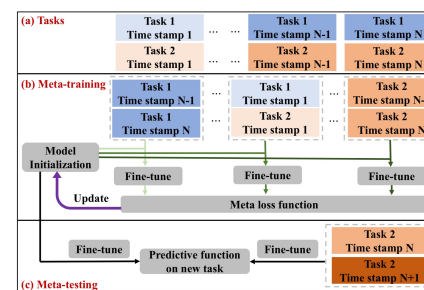 (a) Tasks
Task 1 Task 1 Task 1
Time stamp 1 ... ... Time stamp N-1 Time stamp N
Task 2 Task 2 Task 2
Time stamp 1 ... ... Time stamp N-1 Time stamp N
(b) Meta-training
Task 1 Task 1 Task 2
Time stamp N-1 ... Time stamp 1 ... Time stamp N-
Task 1 Task 2 Task 2
Time stamp N ... Time stamp 1 ... Time stamp N
Model
Initialization
Fine-tune Fine-tune Fine-tune
Update
Meta loss function
Task 2
Time stamp N
Fine-tune Predictive function Fine-tune
on new task
Task 2
Time stamp N+1
(c) Meta-testing